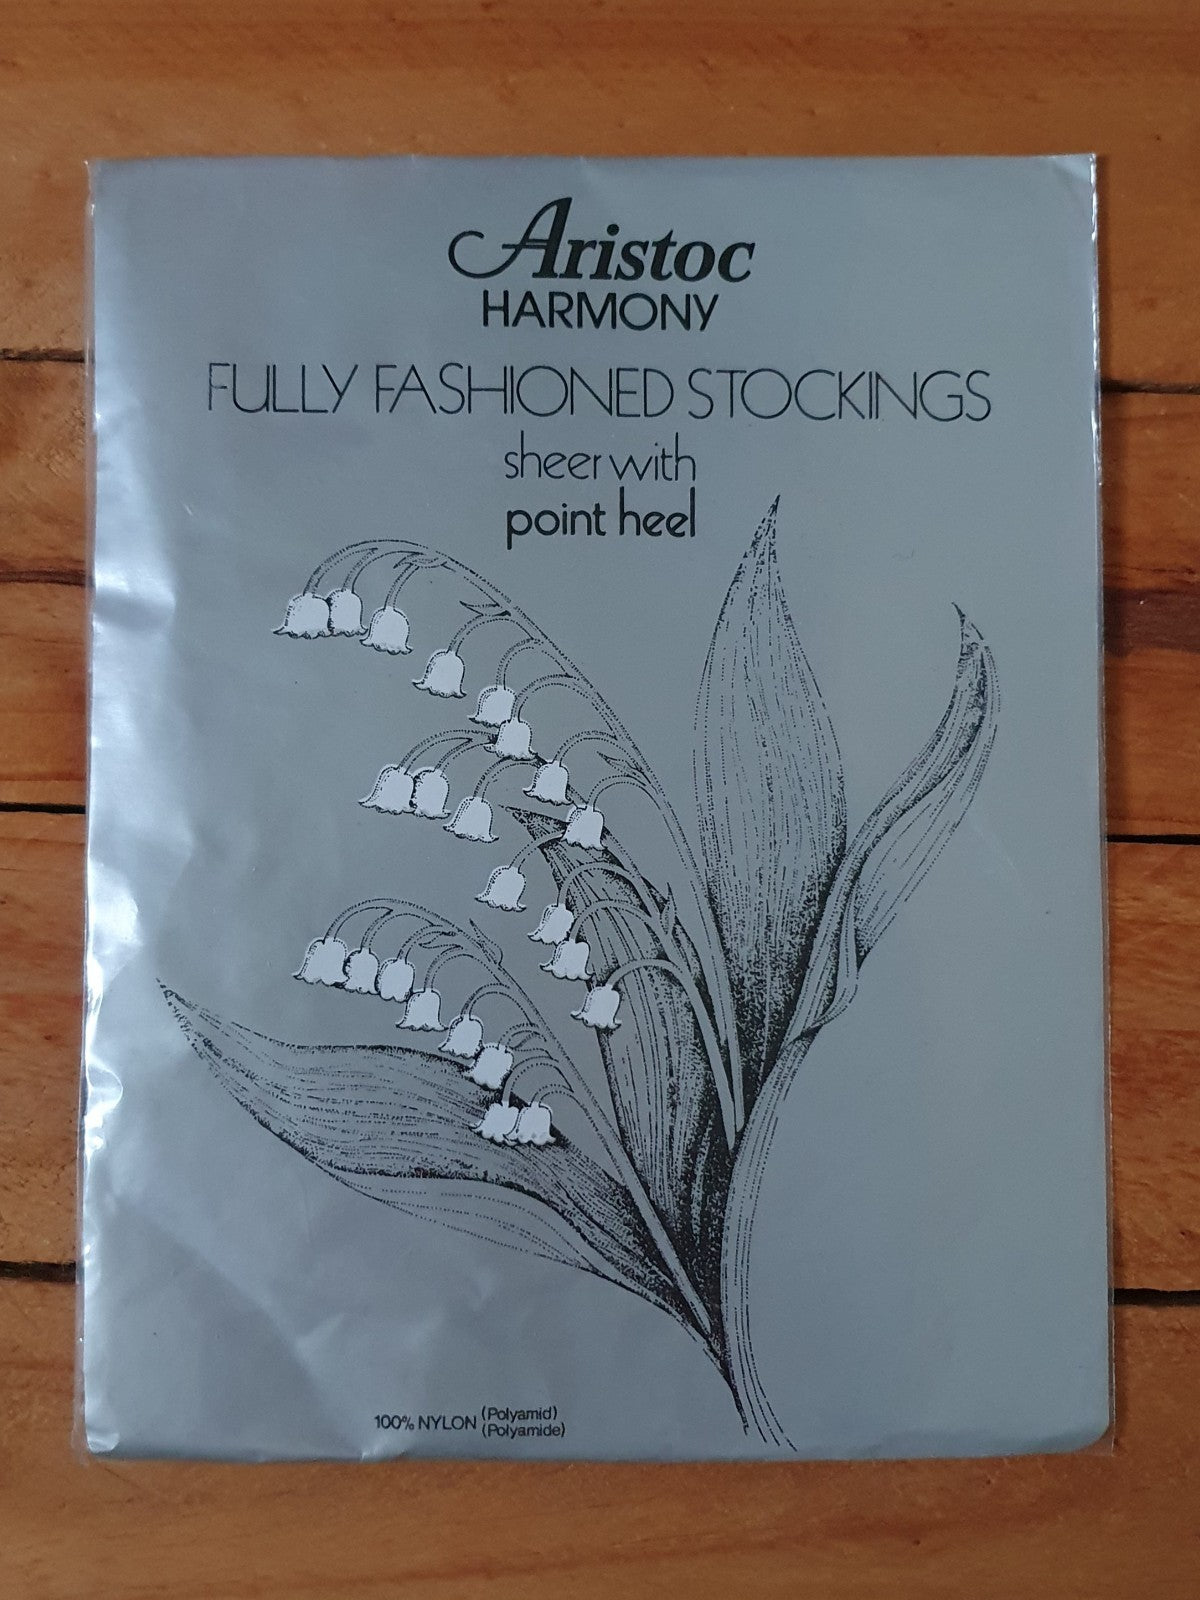 Aristoc
HARMONY
FULLY FASHIONED STOCKINGS
sheer with
point heel
100% NYLON (Polyamid)
(Polyamide)